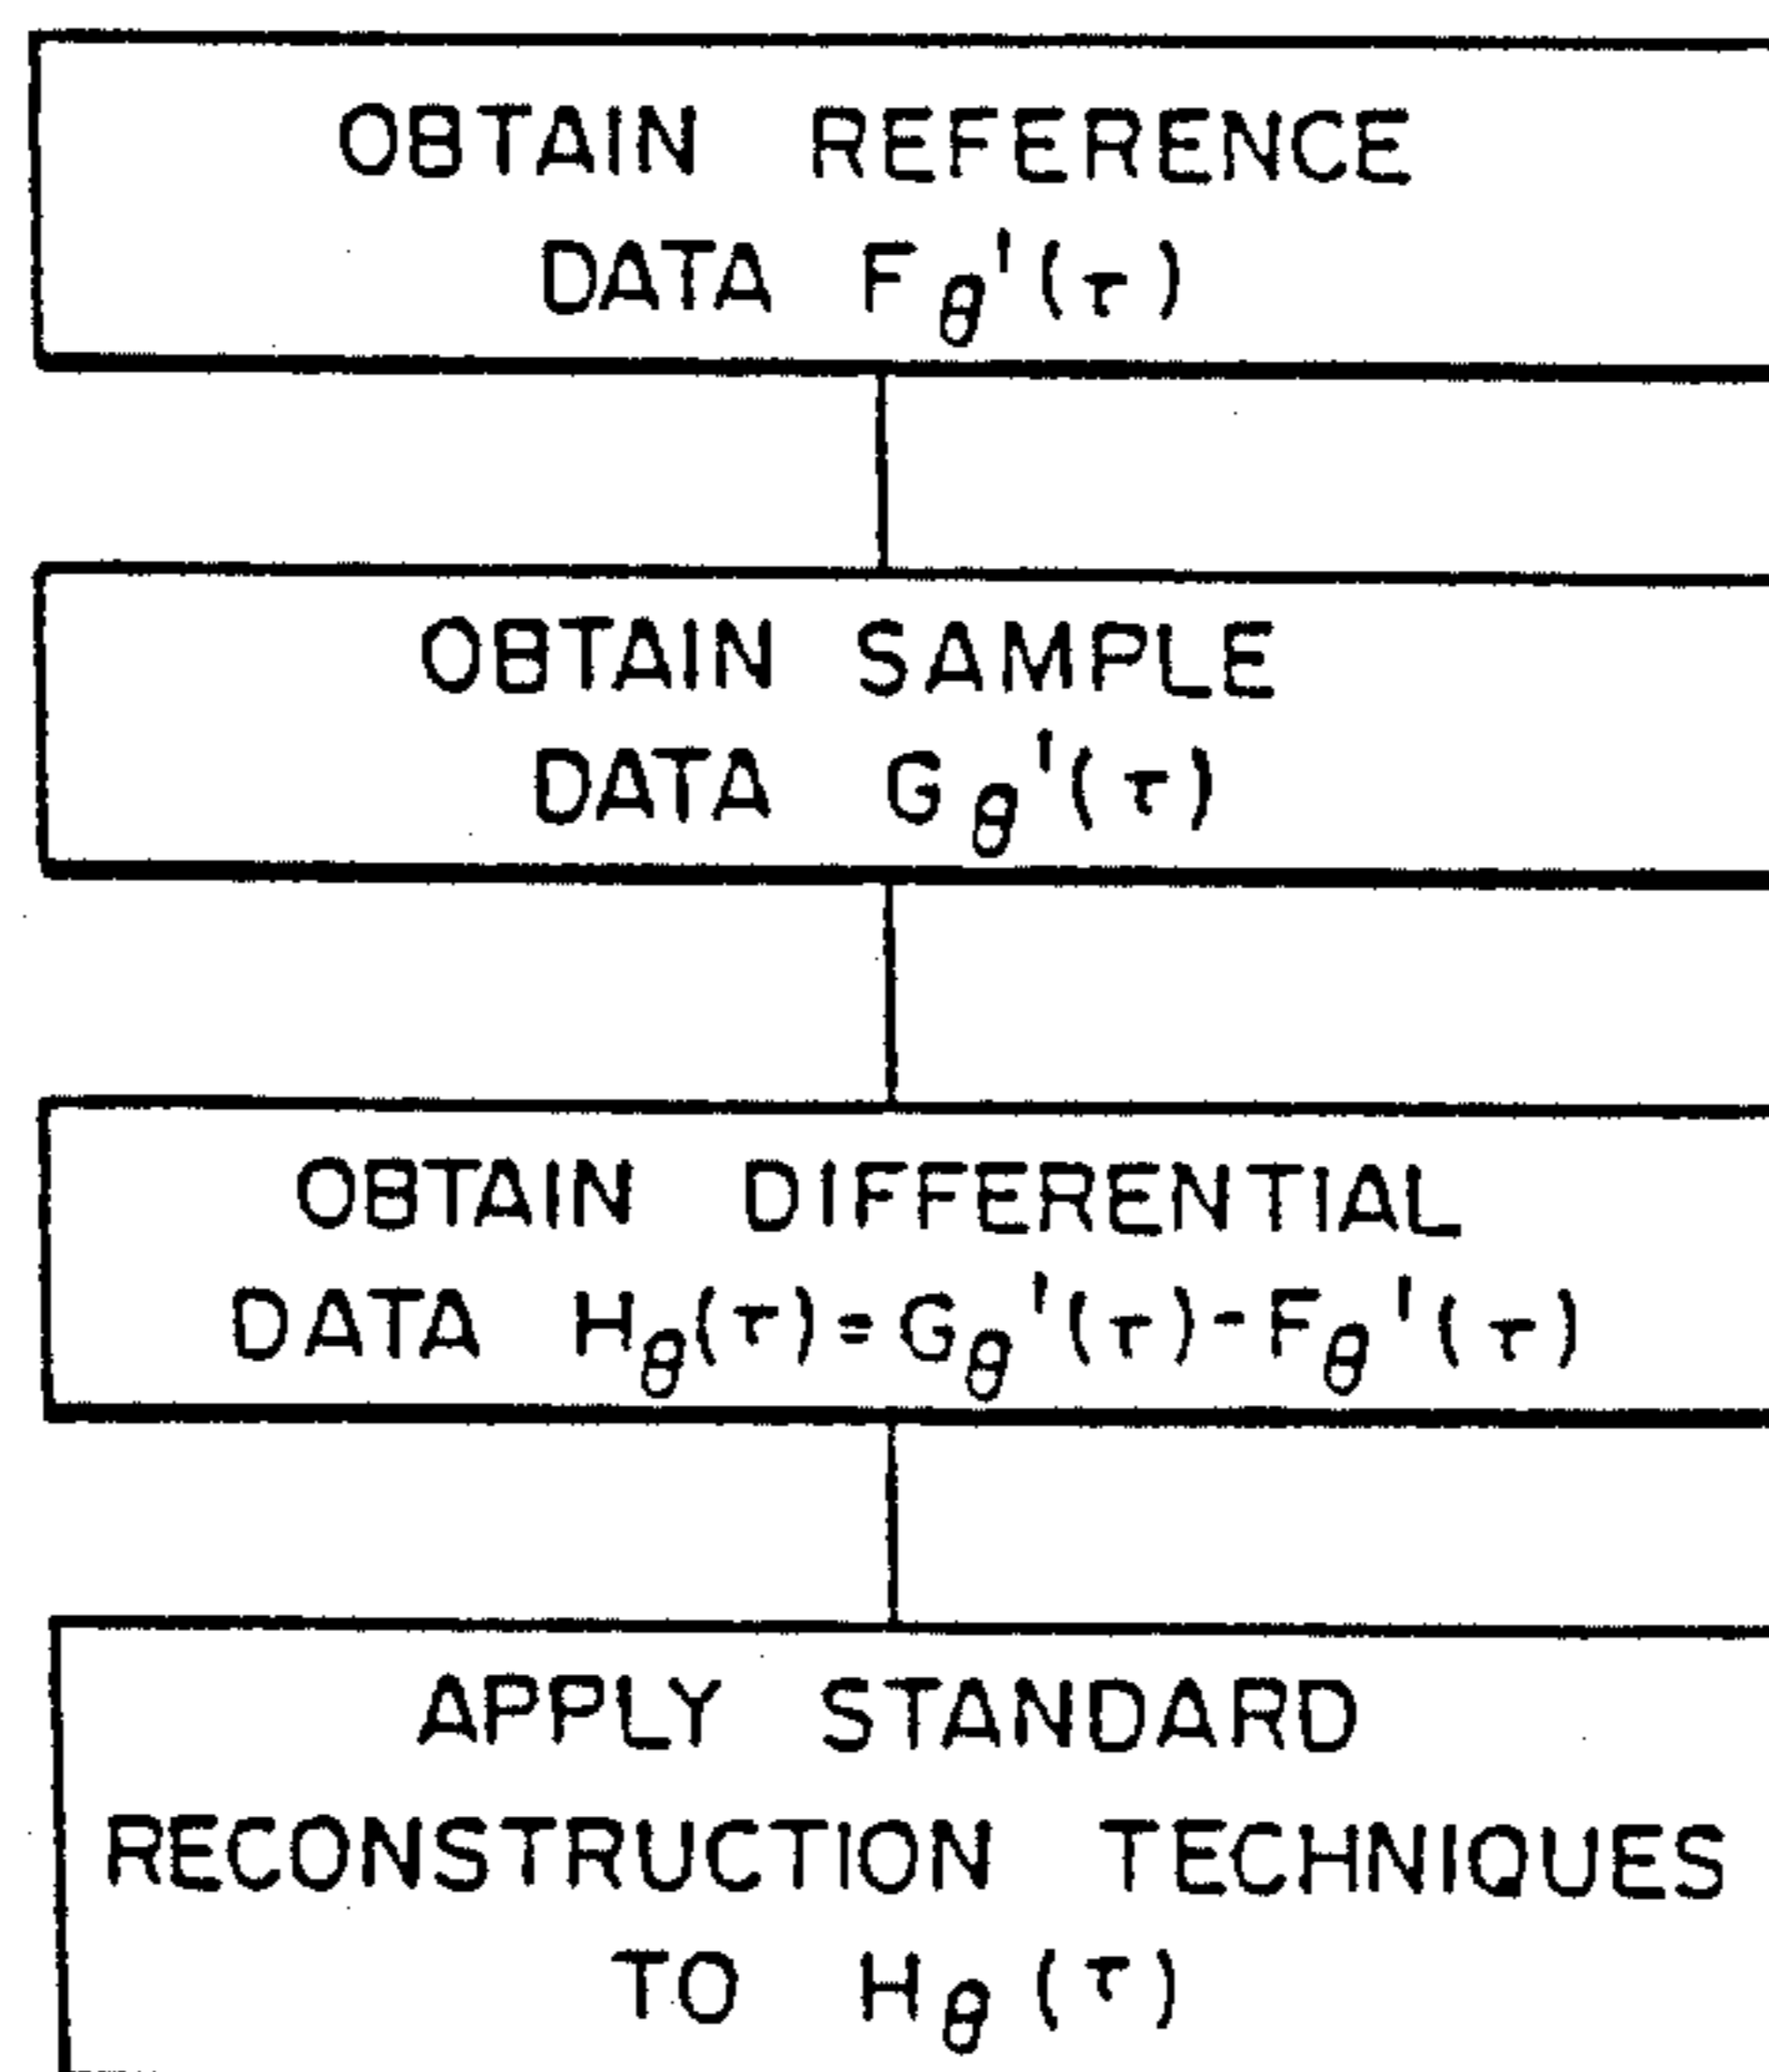 OBTAIN REFERENCE
DATA Fθ'(τ)
OBTAIN SAMPLE
DATA Gθ'(τ)
OBTAIN DIFFERENTIAL
DATA Hθ(τ)=Gθ'(τ)-Fθ'(τ)
APPLY STANDARD
RECONSTRUCTION TECHNIQUES
TO Hθ(τ)